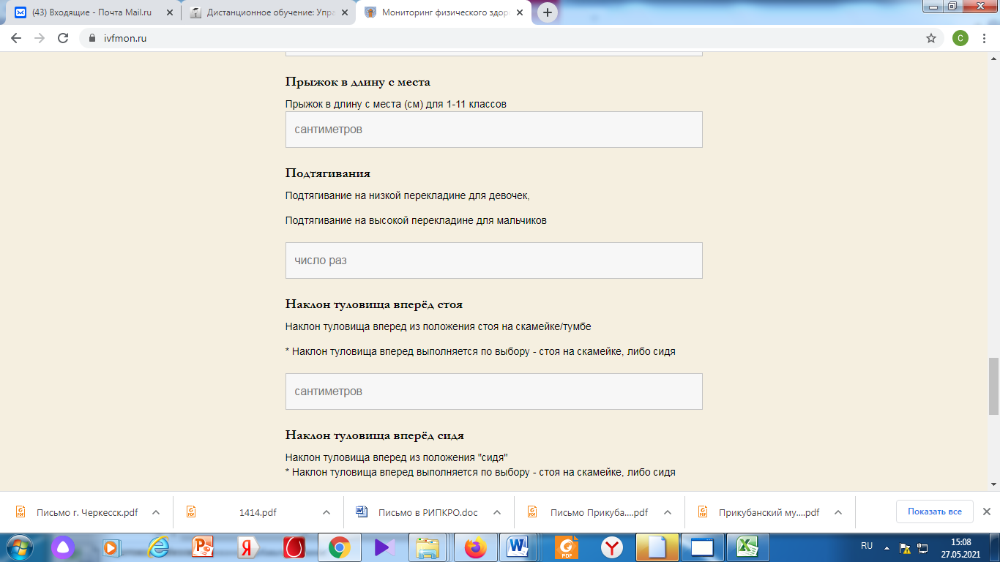 (43) Входящие - Почта Mail.ru
Дистанционное обучение: Упра
Мониторинг физического здор
ivfmon.ru
C
Прыжок в длину с места
Прыжок в длину с места (см) для 1-11 классов
сантиметров
Подтягивания
Подтягивание на низкой перекладине для девочек,
Подтягивание на высокой перекладине для мальчиков
число раз
Наклон туловища вперёд стоя
Наклон туловища вперед из положения стоя на скамейке/тумбе
* Наклон туловища вперед выполняется по выбору - стоя на скамейке, либо сидя
сантиметров
Наклон туловища вперёд сидя
Наклон туловища вперед из положения "сидя"
* Наклон туловища вперед выполняется по выбору - стоя на скамейке, либо сидя
Письмо г. Черкесск.pdf
1414.pdf
Письмо в РИПКРО.doc
Письмо Прикуба....pdf
Прикубанский му....pdf
Показать все
RU
15:08
27.05.2021